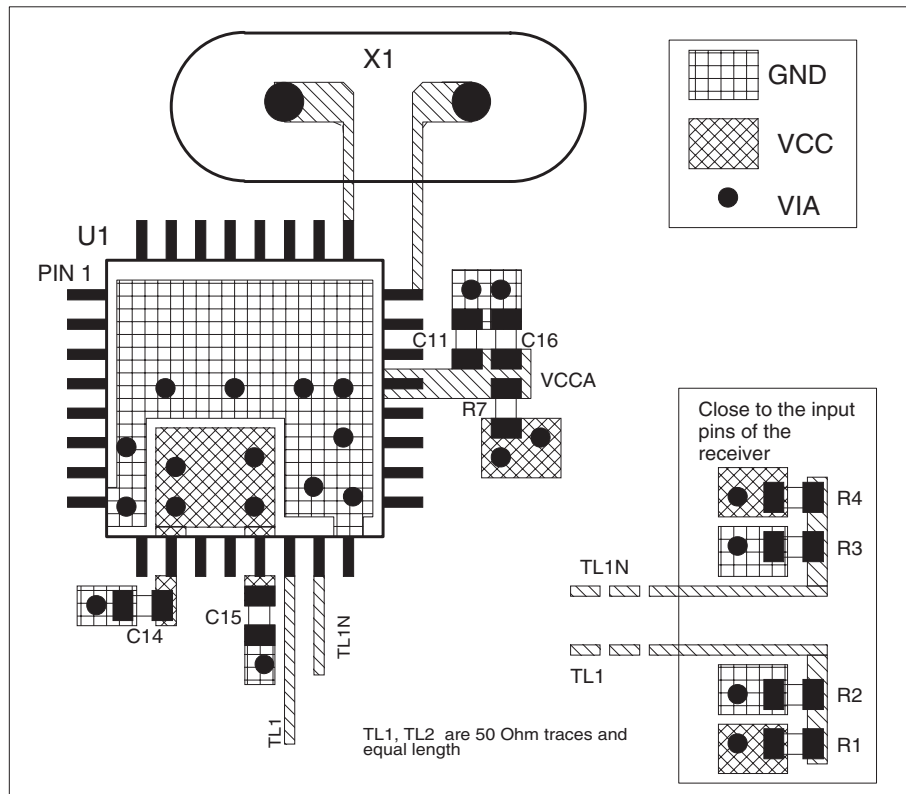 X1
GND
VCC
VIA
U1
PIN 1
C11
C16
VCCA
R7
Close to the input
pins of the
receiver
R4
R3
TL1N
C14
C15
TL1
TL1N
TL1
R2
R1
TL1, TL2 are 50 Ohm traces and
equal length